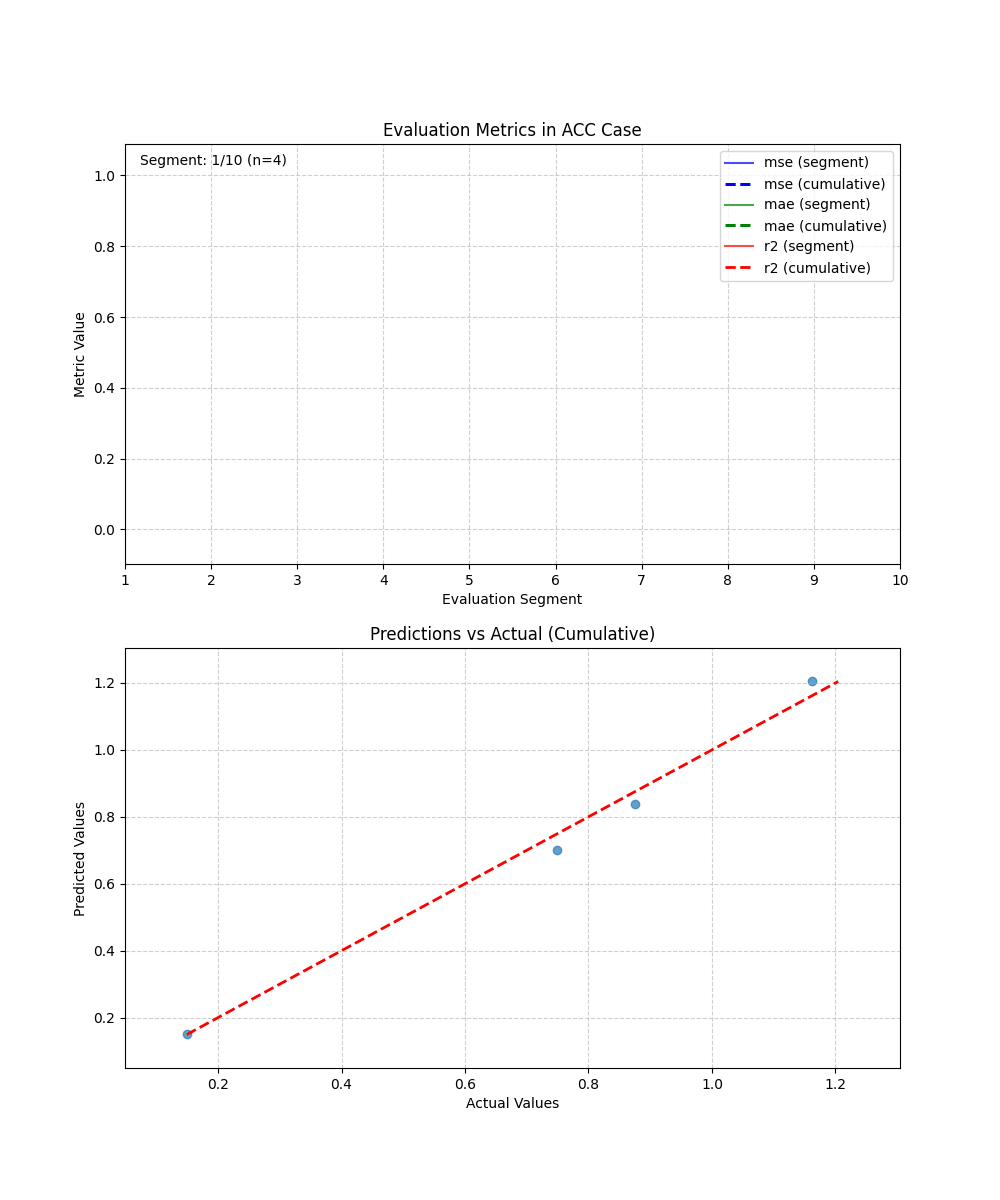 Evaluation Metrics in ACC Case
Segment: 1/10 (n=4)
mse (segment)
mse (cumulative)
mae (segment)
mae (cumulative)
r2 (segment)
r2 (cumulative)
Metric Value
1.0
0.8
0.6
0.4
0.2
0.0
1 2 3 4 5 6 7 8 9 10
Evaluation Segment
Predictions vs Actual (Cumulative)
Predicted Values
1.2
1.0
0.8
0.6
0.4
0.2
0.2 0.4 0.6 0.8 1.0 1.2
Actual Values